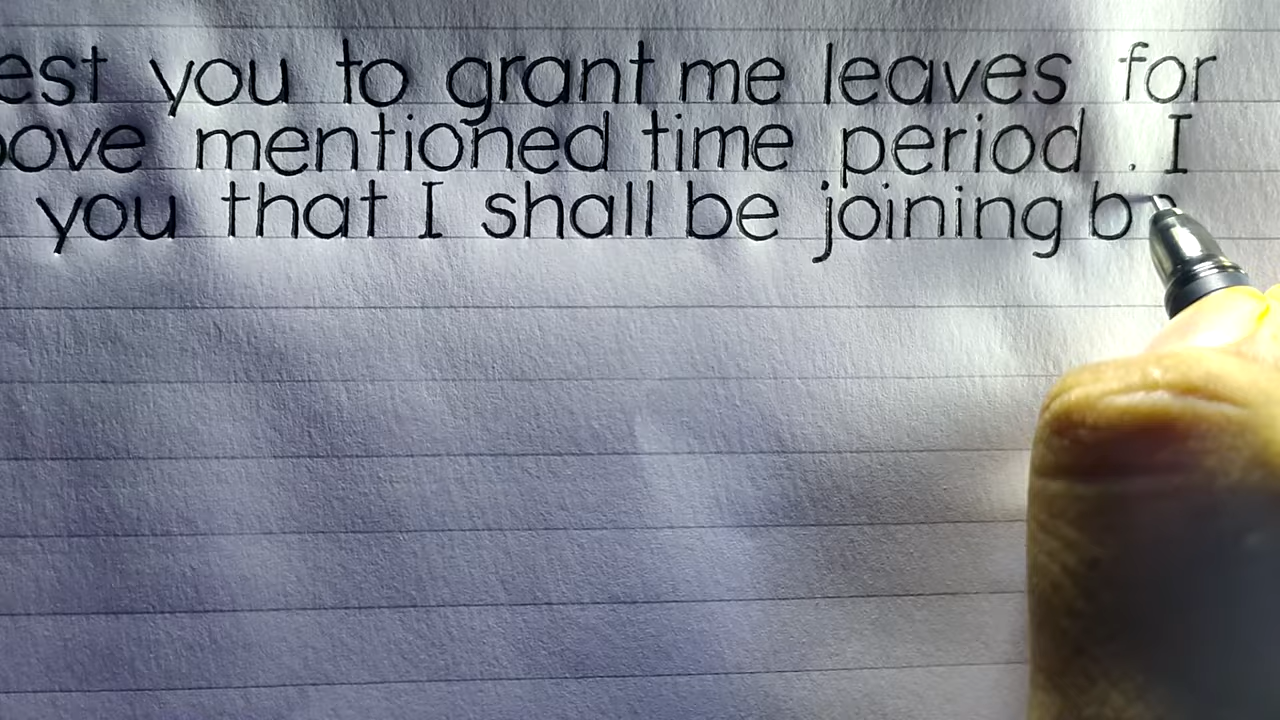 est you to grant me leaves for
ove mentioned time period . I
you that I shall be joining